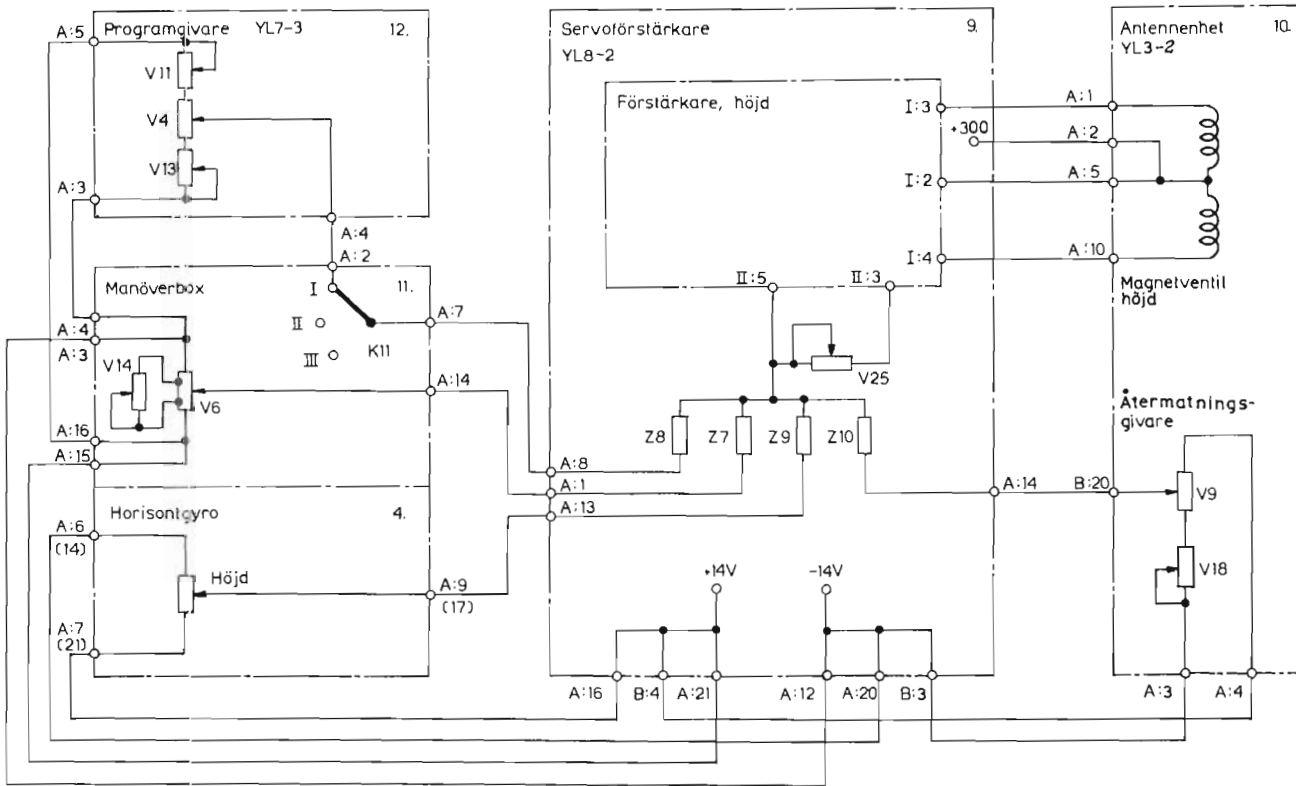 Programgivare YL7-3 12.
A:5
V11
V4
V13
A:3
A:4
A:2
Manöverbox 11.
I
II
III
K11
A:7
A:4
A:3
V14
V6
A:14
A:16
A:15
Horisontgyro 4.
A:6
(14)
Höjd
A:9
(17)
A:7
(21)
Servoförstärkare 9.
YL8-2
Förstärkare, höjd
I:3
+300
I:2
I:4
II:5
II:3
V25
Z8
Z7
Z9
Z10
A:8
A:1
A:13
A:14
+14V
-14V
A:16
B:4
A:21
A:12
A:20
B:3
Antennenhet 10.
YL3-2
A:1
A:2
A:5
A:10
Magnetventil
höjd
Återmatnings-
givare
B:20
V9
V18
A:3
A:4